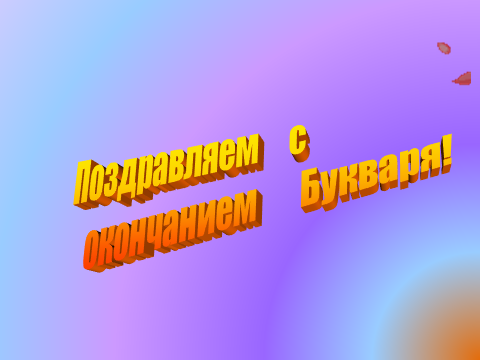 Поздравляем с
окончанием Букваря!